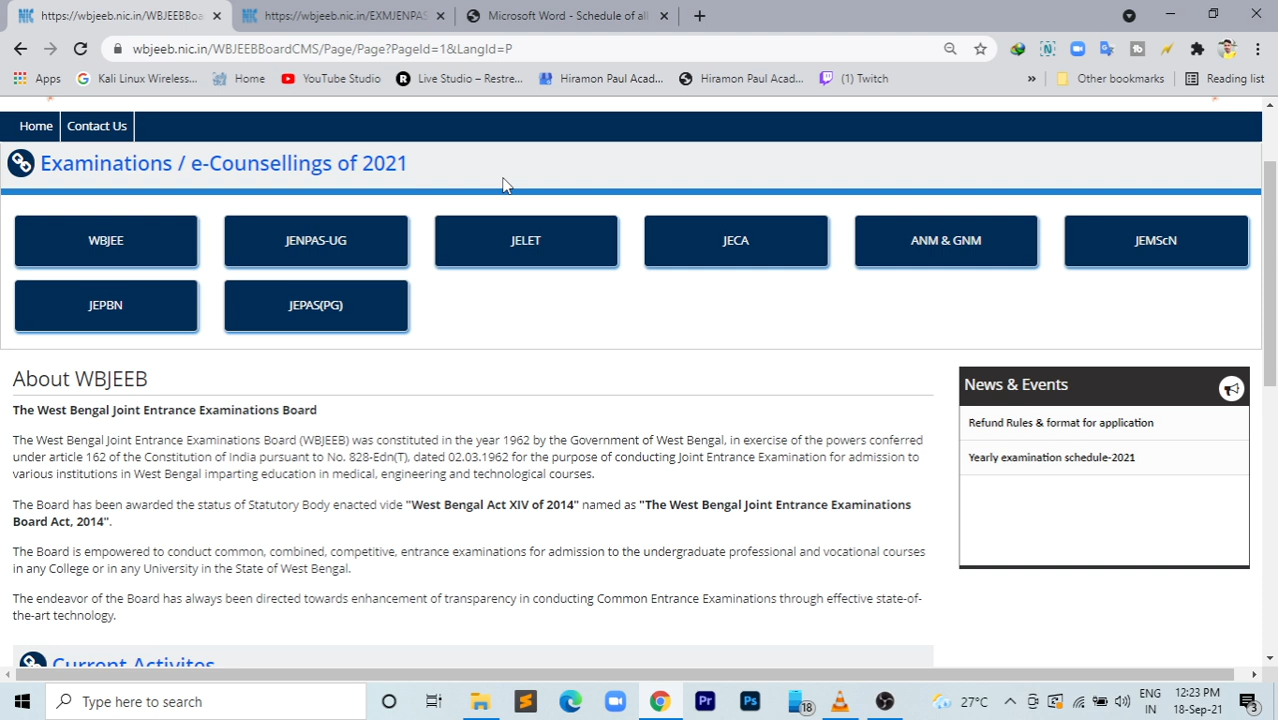 https://wbjeeb.nic.in/WBJEEBBoa
https://wbjeeb.nic.in/EXMJENPAS
Microsoft Word - Schedule of all
wbjeeb.nic.in/WBJEEBBoardCMS/Page/Page?PageId=1&LangId=P
Apps
Kali Linux Wireless...
Home
YouTube Studio
Live Studio – Restre...
Hiramon Paul Acad...
Hiramon Paul Acad...
(1) Twitch
»
Other bookmarks
Reading list
Home
Contact Us
Examinations / e-Counsellings of 2021
WBJEE
JENPAS-UG
JELET
JECA
ANM & GNM
JEMScN
JEPBN
JEPAS(PG)
About WBJEEB
The West Bengal Joint Entrance Examinations Board
The West Bengal Joint Entrance Examinations Board (WBJEEB) was constituted in the year 1962 by the Government of West Bengal, in exercise of the powers conferred
under article 162 of the Constitution of India pursuant to No. 828-Edn(T), dated 02.03.1962 for the purpose of conducting Joint Entrance Examination for admission to
various institutions in West Bengal imparting education in medical, engineering and technological courses.
The Board has been awarded the status of Statutory Body enacted vide "West Bengal Act XIV of 2014" named as "The West Bengal Joint Entrance Examinations
Board Act, 2014".
The Board is empowered to conduct common, combined, competitive, entrance examinations for admission to the undergraduate professional and vocational courses
in any College or in any University in the State of West Bengal.
The endeavor of the Board has always been directed towards enhancement of transparency in conducting Common Entrance Examinations through effective state-of-
the-art technology.
News & Events
Refund Rules & format for application
Yearly examination schedule-2021
Current Activites
Type here to search
18
27°C
ENG
IN
12:23 PM
18-Sep-21
3